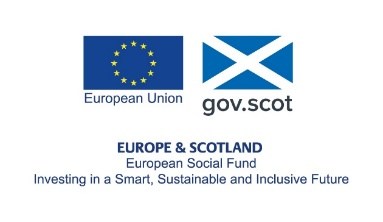 European Union
gov.scot
EUROPE & SCOTLAND
European Social Fund
Investing in a Smart, Sustainable and Inclusive Future